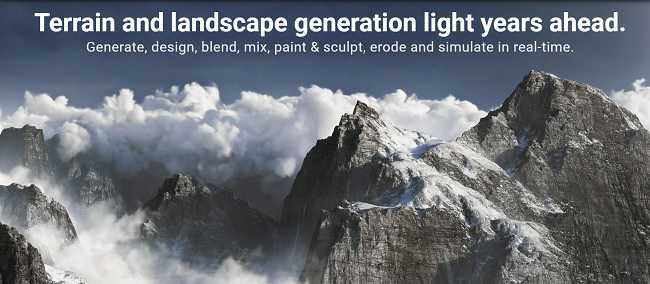 Terrain and landscape generation light years ahead.
Generate, design, blend, mix, paint & sculpt, erode and simulate in real-time.